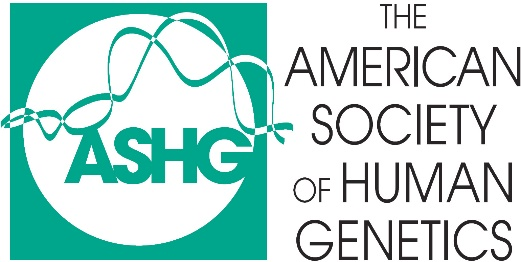 ASHG
THE
AMERICAN
SOCIETY
OF HUMAN
GENETICS